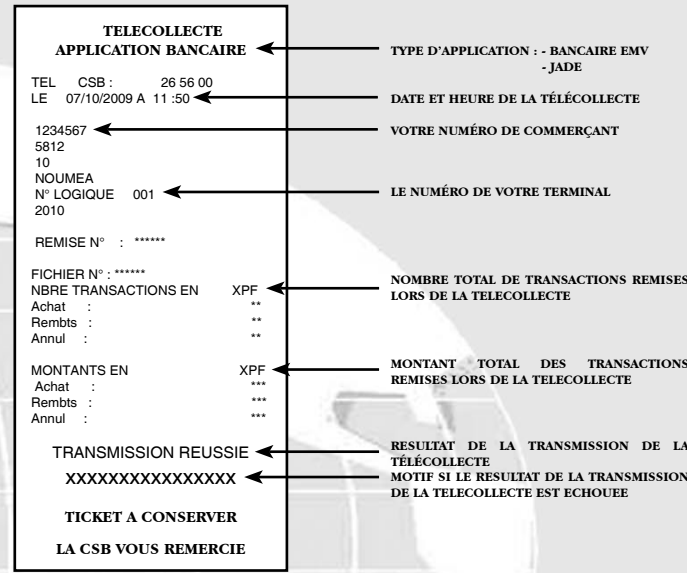 TELECOLLECTE
APPLICATION BANCAIRE
TEL CSB : 26 56 00
LE 07/10/2009 A 11 :50
1234567
5812
10
NOUMEA
N° LOGIQUE 001
2010
REMISE N° : ******
FICHIER N° : ******
NBRE TRANSACTIONS EN XPF
Achat : **
Rembts : **
Annul : **
MONTANTS EN XPF
Achat : ***
Rembts : ***
Annul : ***
TRANSMISSION REUSSIE
XXXXXXXXXXXXXXXX
TICKET A CONSERVER
LA CSB VOUS REMERCIE
TYPE D'APPLICATION : - BANCAIRE EMV
- JADE
DATE ET HEURE DE LA TÉLÉCOLLECTE
VOTRE NUMÉRO DE COMMERÇANT
LE NUMÉRO DE VOTRE TERMINAL
NOMBRE TOTAL DE TRANSACTIONS REMISES
LORS DE LA TELECOLLECTE
MONTANT TOTAL DES TRANSACTIONS
REMISES LORS DE LA TELECOLLECTE
RESULTAT DE LA TRANSMISSION DE LA
TÉLÉCOLLECTE
MOTIF SI LE RESULTAT DE LA TRANSMISSION
DE LA TELECOLLECTE EST ECHOUEE